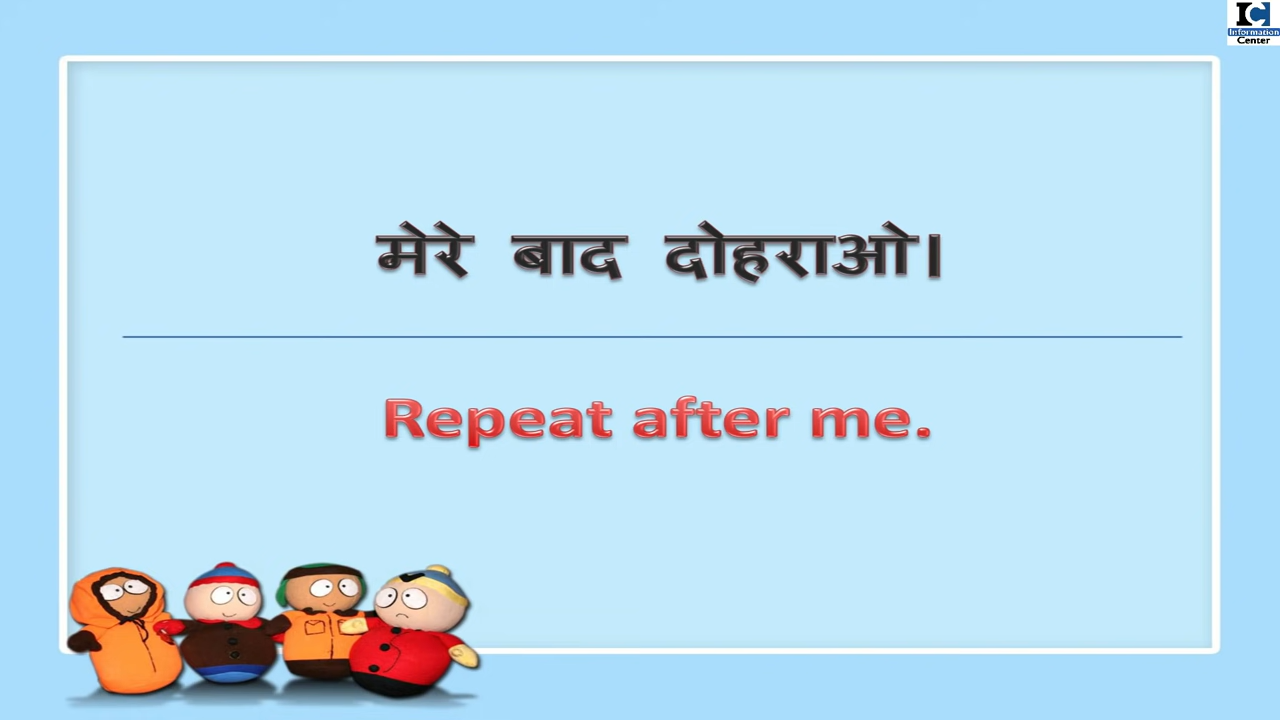 IC
Information
Center
मेरे बाद दोहराओ।
Repeat after me.